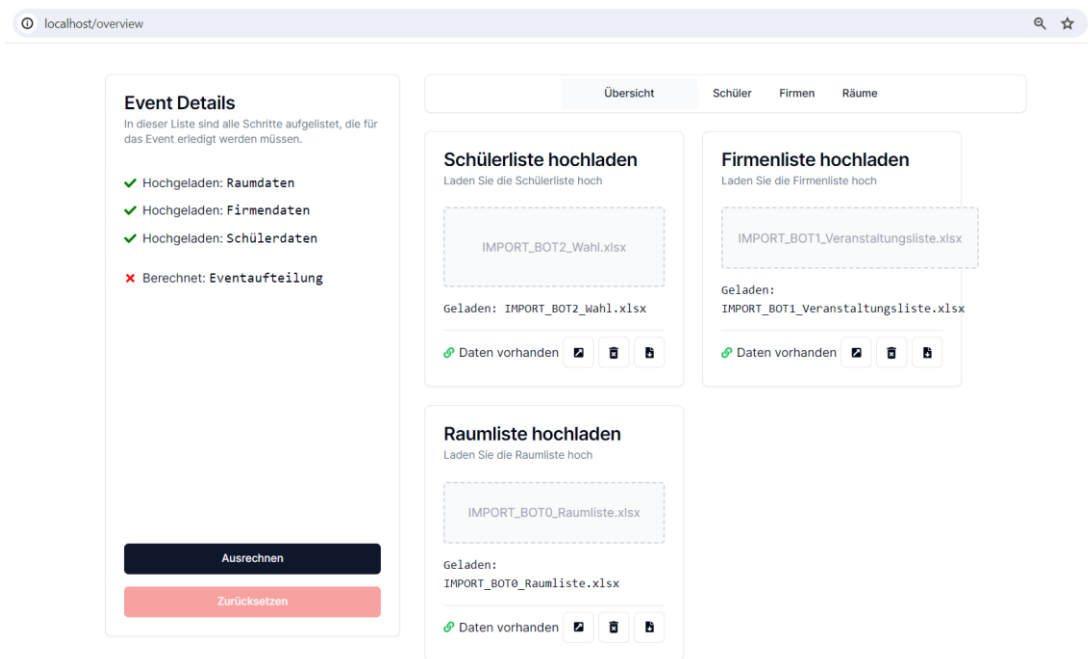 localhost/overview
Event Details
In dieser Liste sind alle Schritte aufgelistet, die für
das Event erledigt werden müssen.
Hochgeladen: Raumdaten
Hochgeladen: Firmendaten
Hochgeladen: Schülerdaten
Berechnet: Eventaufteilung
Ausrechnen
Zurücksetzen
Übersicht Schüler Firmen Räume
Schülerliste hochladen
Laden Sie die Schülerliste hoch
IMPORT_BOT2_Wahl.xlsx
Geladen: IMPORT_BOT2_Wahl.xlsx
Daten vorhanden
Firmenliste hochladen
Laden Sie die Firmenliste hoch
IMPORT_BOT1_Veranstaltungsliste.xlsx
Geladen:
IMPORT_BOT1_Veranstaltungsliste.xlsx
Daten vorhanden
Raumliste hochladen
Laden Sie die Raumliste hoch
IMPORT_BOT0_Raumliste.xlsx
Geladen:
IMPORT_BOT0_Raumliste.xlsx
Daten vorhanden